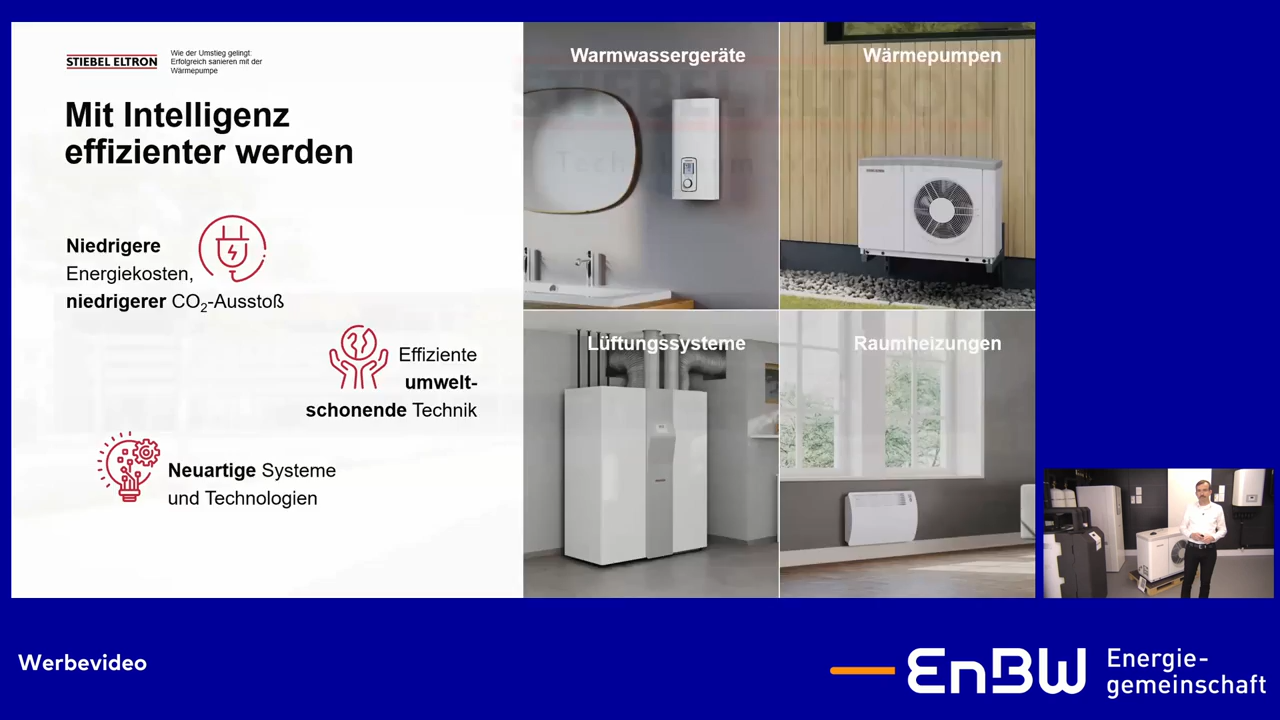 STIEBEL ELTRON
Wie der Umstieg gelingt:
Erfolgreich sanieren mit der
Wärmepumpe
Mit Intelligenz
effizienter werden
Niedrigere
Energiekosten,
niedrigerer CO₂-Ausstoß
Effiziente
umwelt-
schonende Technik
Neuartige Systeme
und Technologien
Warmwassergeräte
Wärmepumpen
Lüftungssysteme
Raumheizungen
Werbevideo
EnBW
Energie-
gemeinschaft